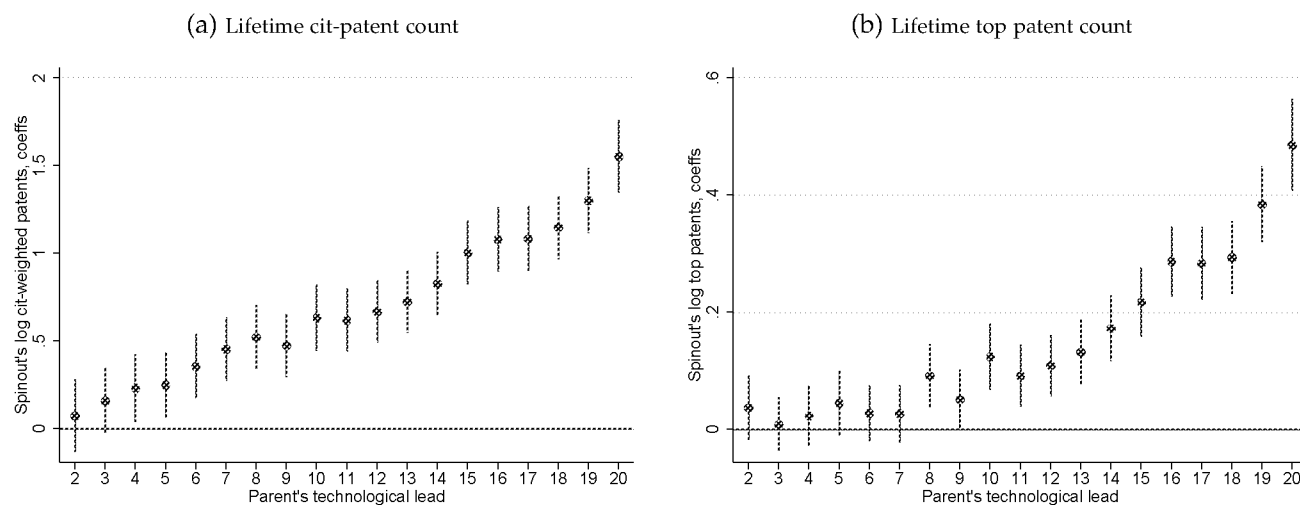 (a) Lifetime cit-patent count
Spinout's log cit-weighted patents, coeffs
2
1.5
1
.5
0
2 3 4 5 6 7 8 9 10 11 12 13 14 15 16 17 18 19 20
Parent's technological lead
(b) Lifetime top patent count
Spinout's log top patents, coeffs
.6
.4
.2
0
2 3 4 5 6 7 8 9 10 11 12 13 14 15 16 17 18 19 20
Parent's technological lead